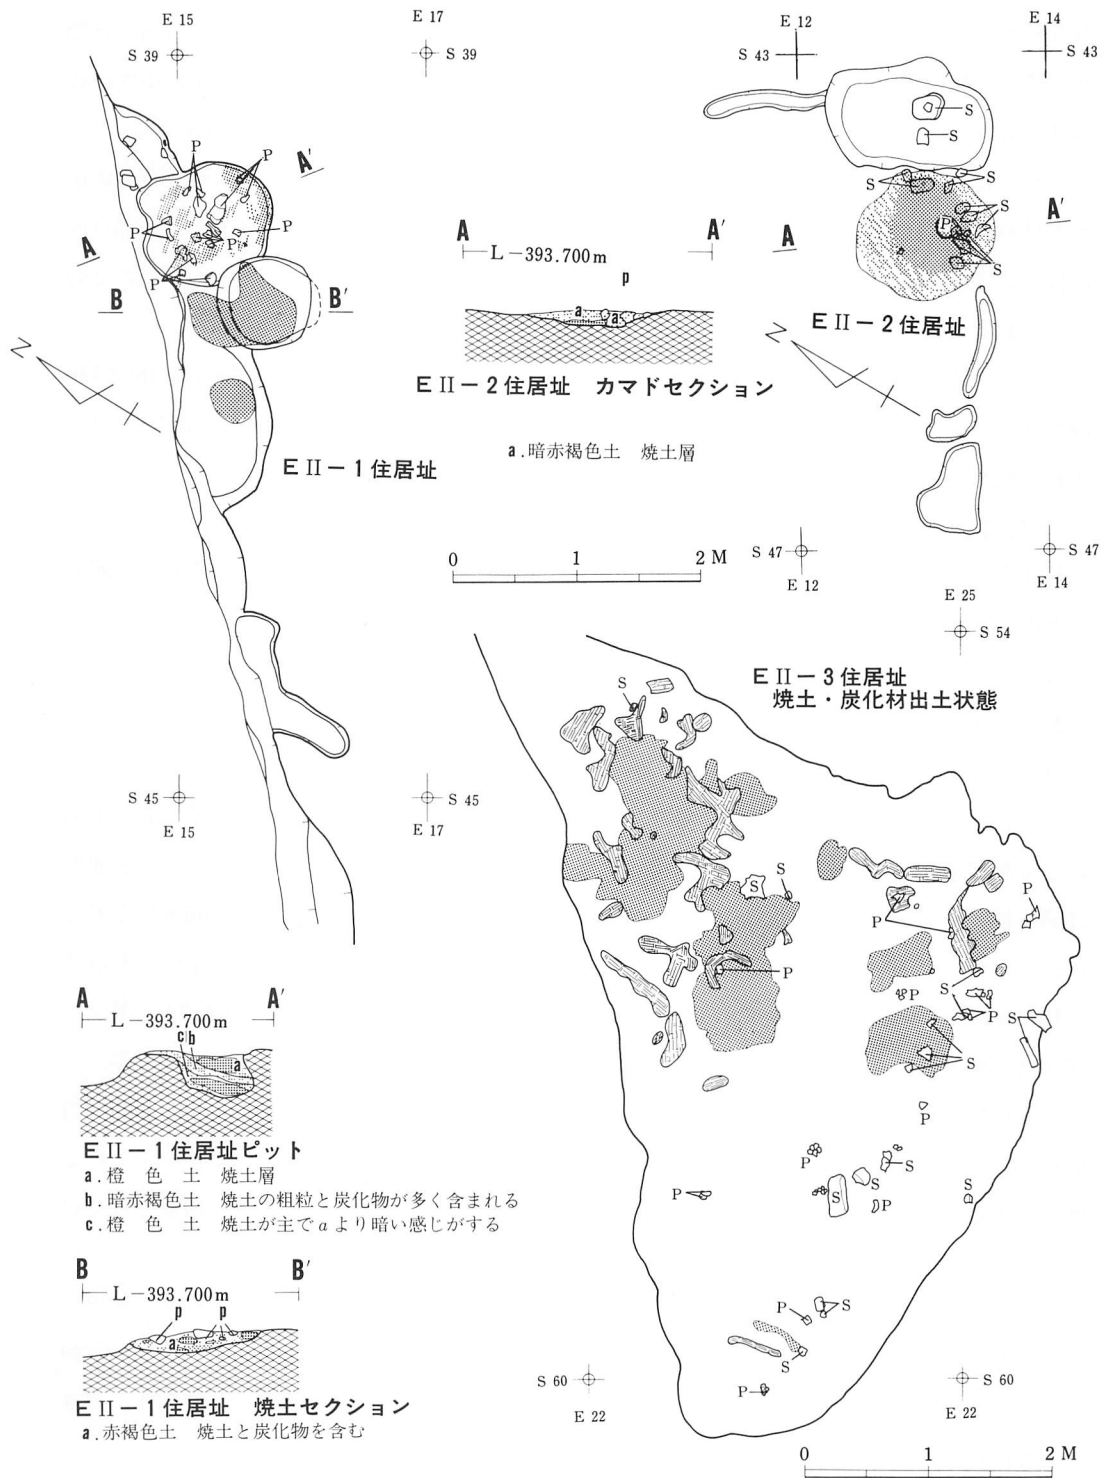 E 15
S 39
E 17
S 39
E 12
S 43
E 14
S 43
P
P
A′
P
P
P
A
P
B
B′
N
EⅡ−1住居址
A
A′
L−393.700m
p
a
a
EⅡ−2住居址 カマドセクション
a.暗赤褐色土 焼土層
0 1 2 M
S
S
S
S
S
P
S
A
A′
EⅡ−2住居址
N
S 47
E 12
S 47
E 14
E 25
S 54
EⅡ−3住居址
焼土・炭化材出土状態
S
S
S
P
P
P
P
S
P
S
S
P
P
S
S
S
P
P
S
P
S
S
P
S 60
E 22
S 60
E 22
0 1 2 M
S 45
E 15
S 45
E 17
A
A′
L−393.700m
c
b
a
EⅡ−1住居址ピット
a.橙色土 焼土層
b.暗赤褐色土 焼土の粗粒と炭化物が多く含まれる
c.橙色土 焼土が主でaより暗い感じがする
B
B′
L−393.700m
p
p
a
EⅡ−1住居址 焼土セクション
a.赤褐色土 焼土と炭化物を含む